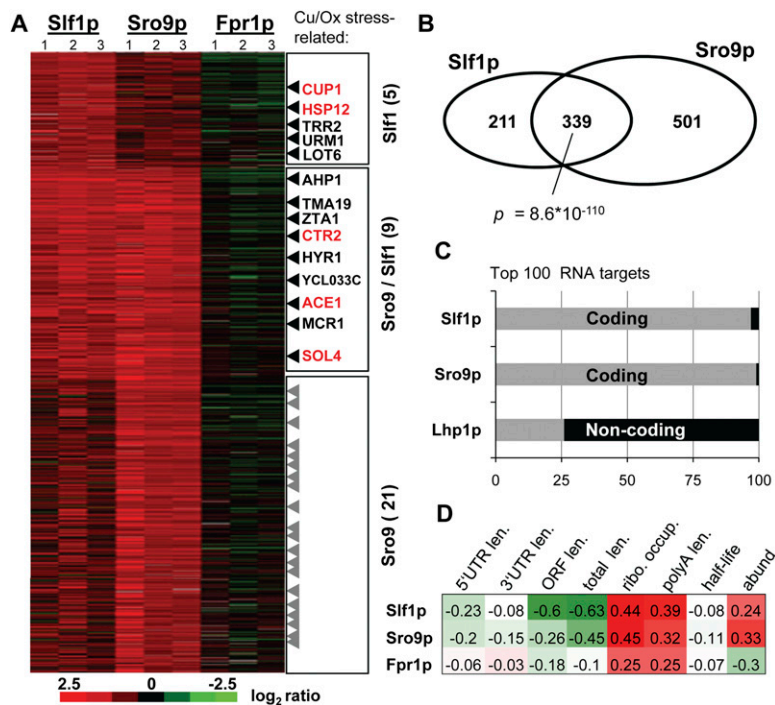 A
Slf1p Sro9p Fpr1p
Cu/Ox stress-
related:
1 2 3 1 2 3 1 2 3
CUP1
HSP12
TRR2
URM1
LOT6
Slf1 (5)
AHP1
TMA19
ZTA1
CTR2
HYR1
YCL033C
ACE1
MCR1
SOL4
Sro9 / Slf1 (9)
Sro9 ( 21)
2.5 0 -2.5
log2 ratio
B
Slf1p
Sro9p
211 339 501
p = 8.6*10-110
C
Top 100 RNA targets
Slf1p Coding
Sro9p Coding
Lhp1p Non-coding
0 25 50 75 100
D
5'UTR len. 3'UTR len. ORF len. total len. ribo. occup. polyA len. half-life abund
Slf1p -0.23 -0.08 -0.6 -0.63 0.44 0.39 -0.08 0.24
Sro9p -0.2 -0.15 -0.26 -0.45 0.45 0.32 -0.11 0.33
Fpr1p -0.06 -0.03 -0.18 -0.1 0.25 0.25 -0.07 -0.3